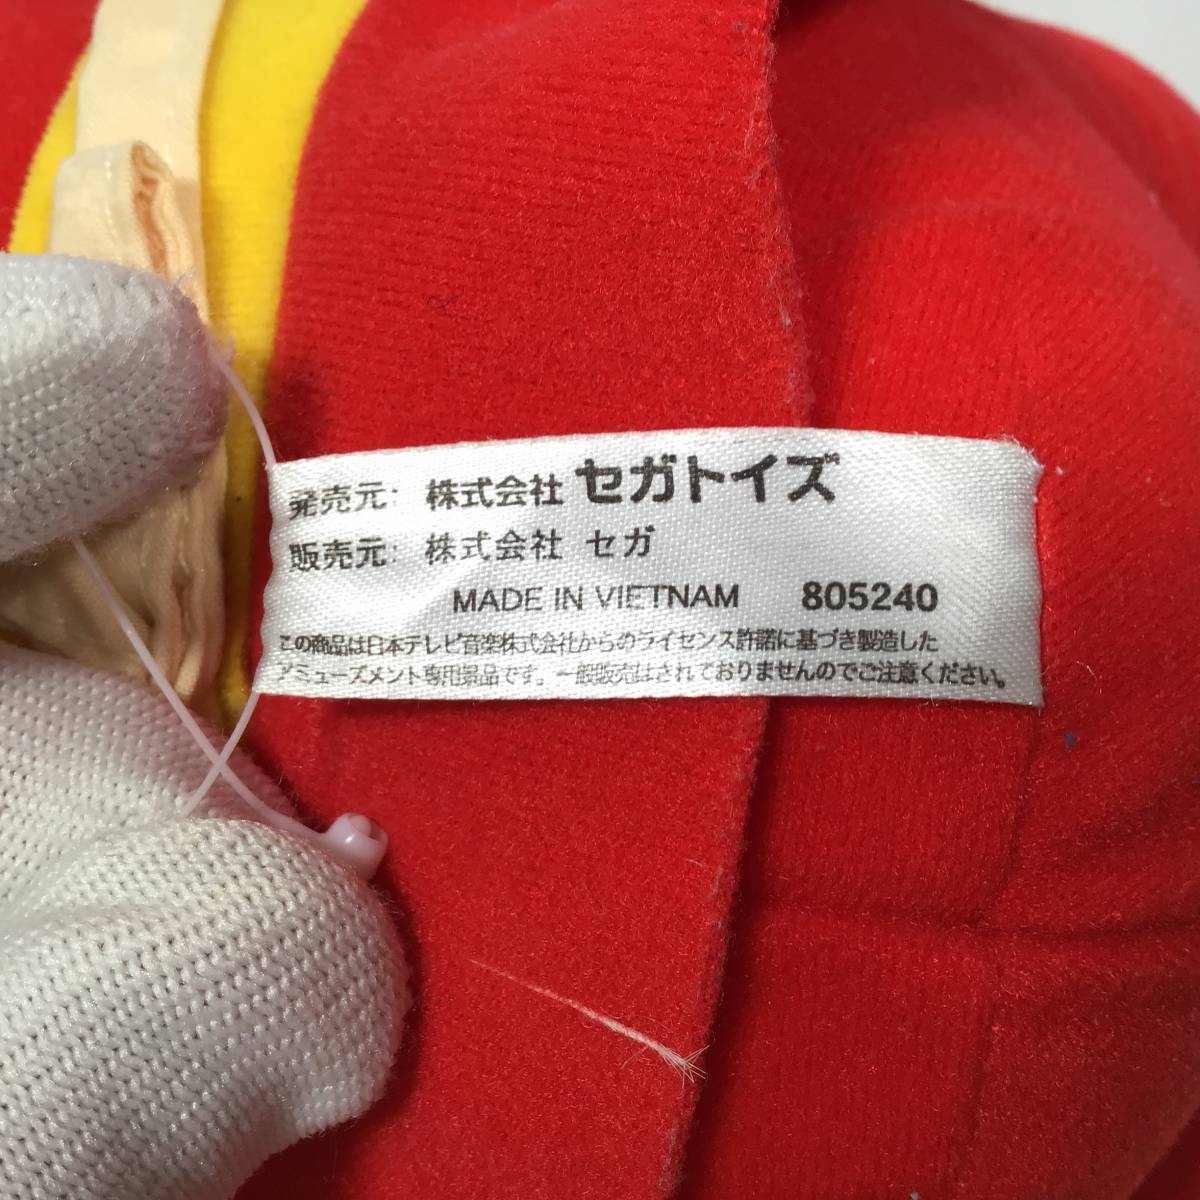 発売元: 株式会社 セガトイズ
販売元: 株式会社 セガ
MADE IN VIETNAM 805240
この商品は日本テレビ音楽株式会社からのライセンス許諾に基づき製造した
アミューズメント専用景品です。一般販売はされておりませんのでご注意ください。